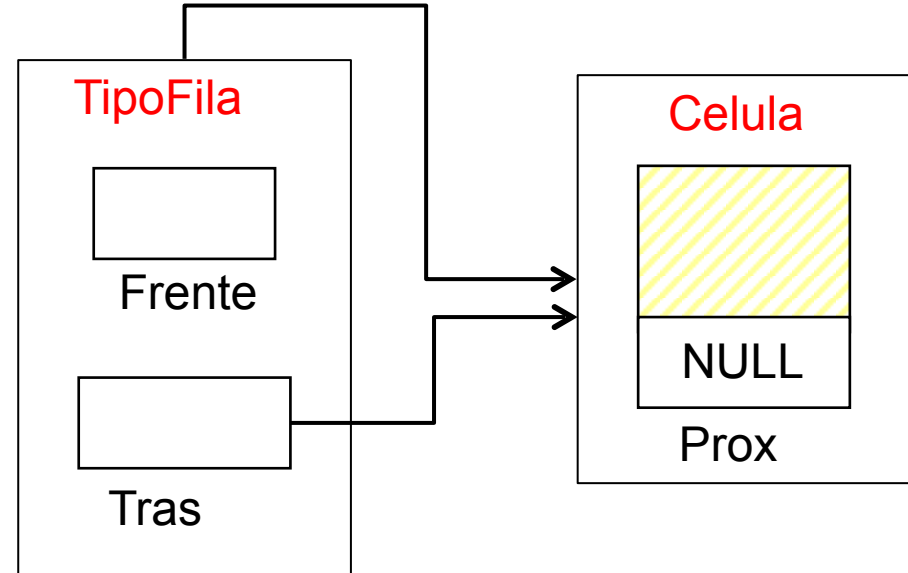 TipoFila
Frente
Tras
Celula
NULL
Prox